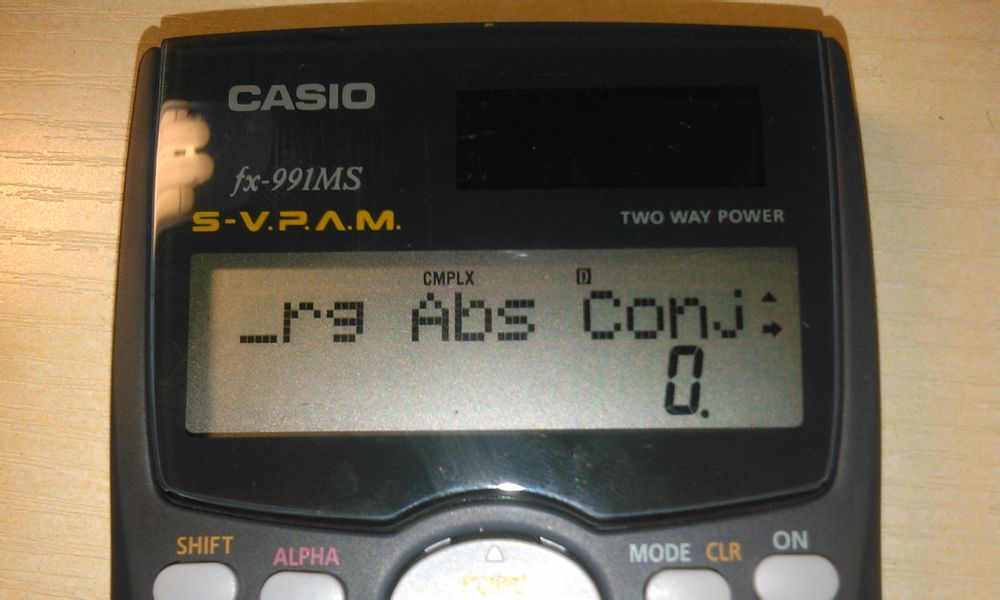 CASIO
fx-991MS
S-V.P.A.M.
TWO WAY POWER
CMPLX D
_rg Abs Conj
0.
SHIFT ALPHA MODE CLR ON